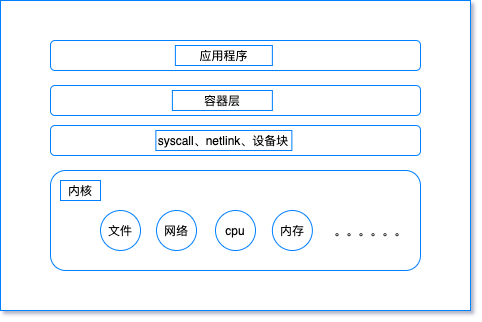 应用程序
容器层
syscall、netlink、设备块
内核
文件 网络 cpu 内存 。。。。。。